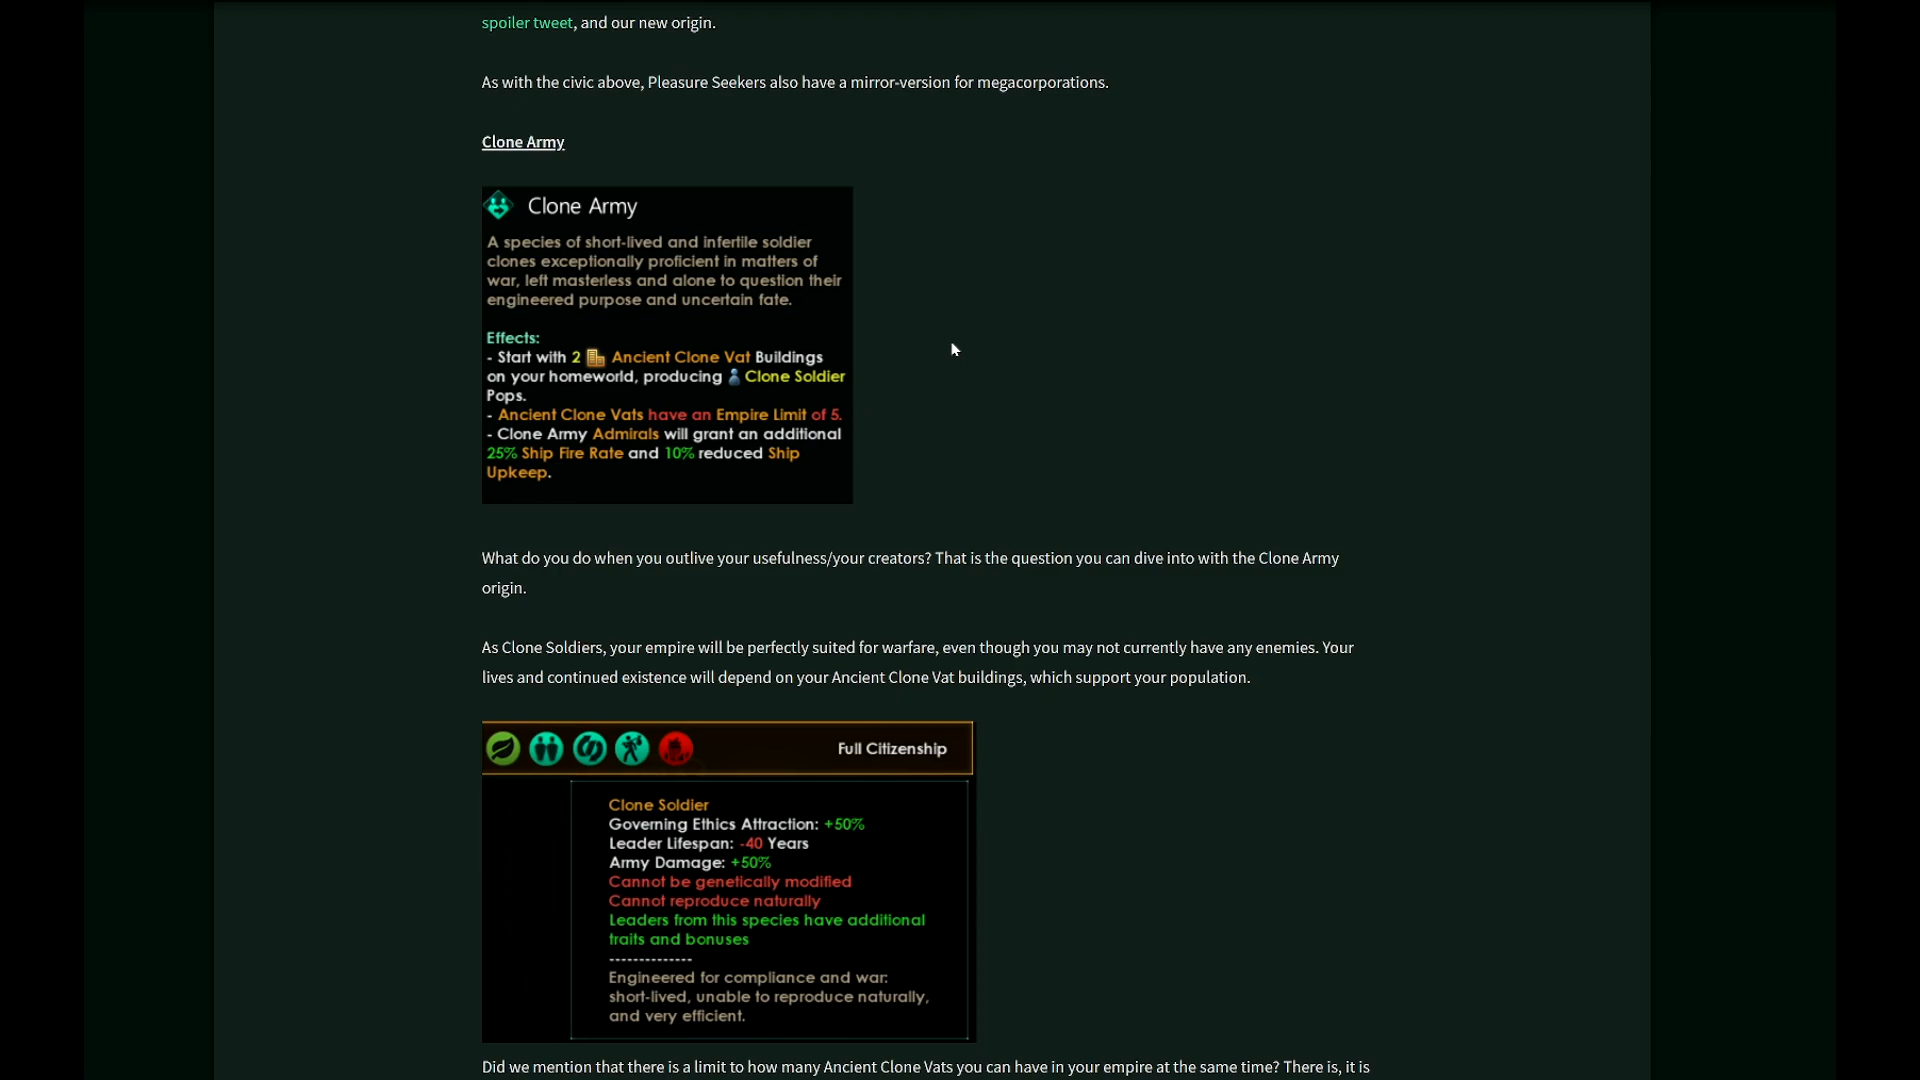 spoiler tweet, and our new origin.
As with the civic above, Pleasure Seekers also have a mirror-version for megacorporations.
Clone Army
Clone Army
A species of short-lived and infertile soldier
clones exceptionally proficient in matters of
war, left masterless and alone to question their
engineered purpose and uncertain fate.
Effects:
- Start with 2 Ancient Clone Vat Buildings
on your homeworld, producing Clone Soldier
Pops.
- Ancient Clone Vats have an Empire Limit of 5.
- Clone Army Admirals will grant an additional
25% Ship Fire Rate and 10% reduced Ship
Upkeep.
What do you do when you outlive your usefulness/your creators? That is the question you can dive into with the Clone Army
origin.
As Clone Soldiers, your empire will be perfectly suited for warfare, even though you may not currently have any enemies. Your
lives and continued existence will depend on your Ancient Clone Vat buildings, which support your population.
Full Citizenship
Clone Soldier
Governing Ethics Attraction: +50%
Leader Lifespan: -40 Years
Army Damage: +50%
Cannot be genetically modified
Cannot reproduce naturally
Leaders from this species have additional
traits and bonuses
--------------
Engineered for compliance and war:
short-lived, unable to reproduce naturally,
and very efficient.
Did we mention that there is a limit to how many Ancient Clone Vats you can have in your empire at the same time? There is, it is